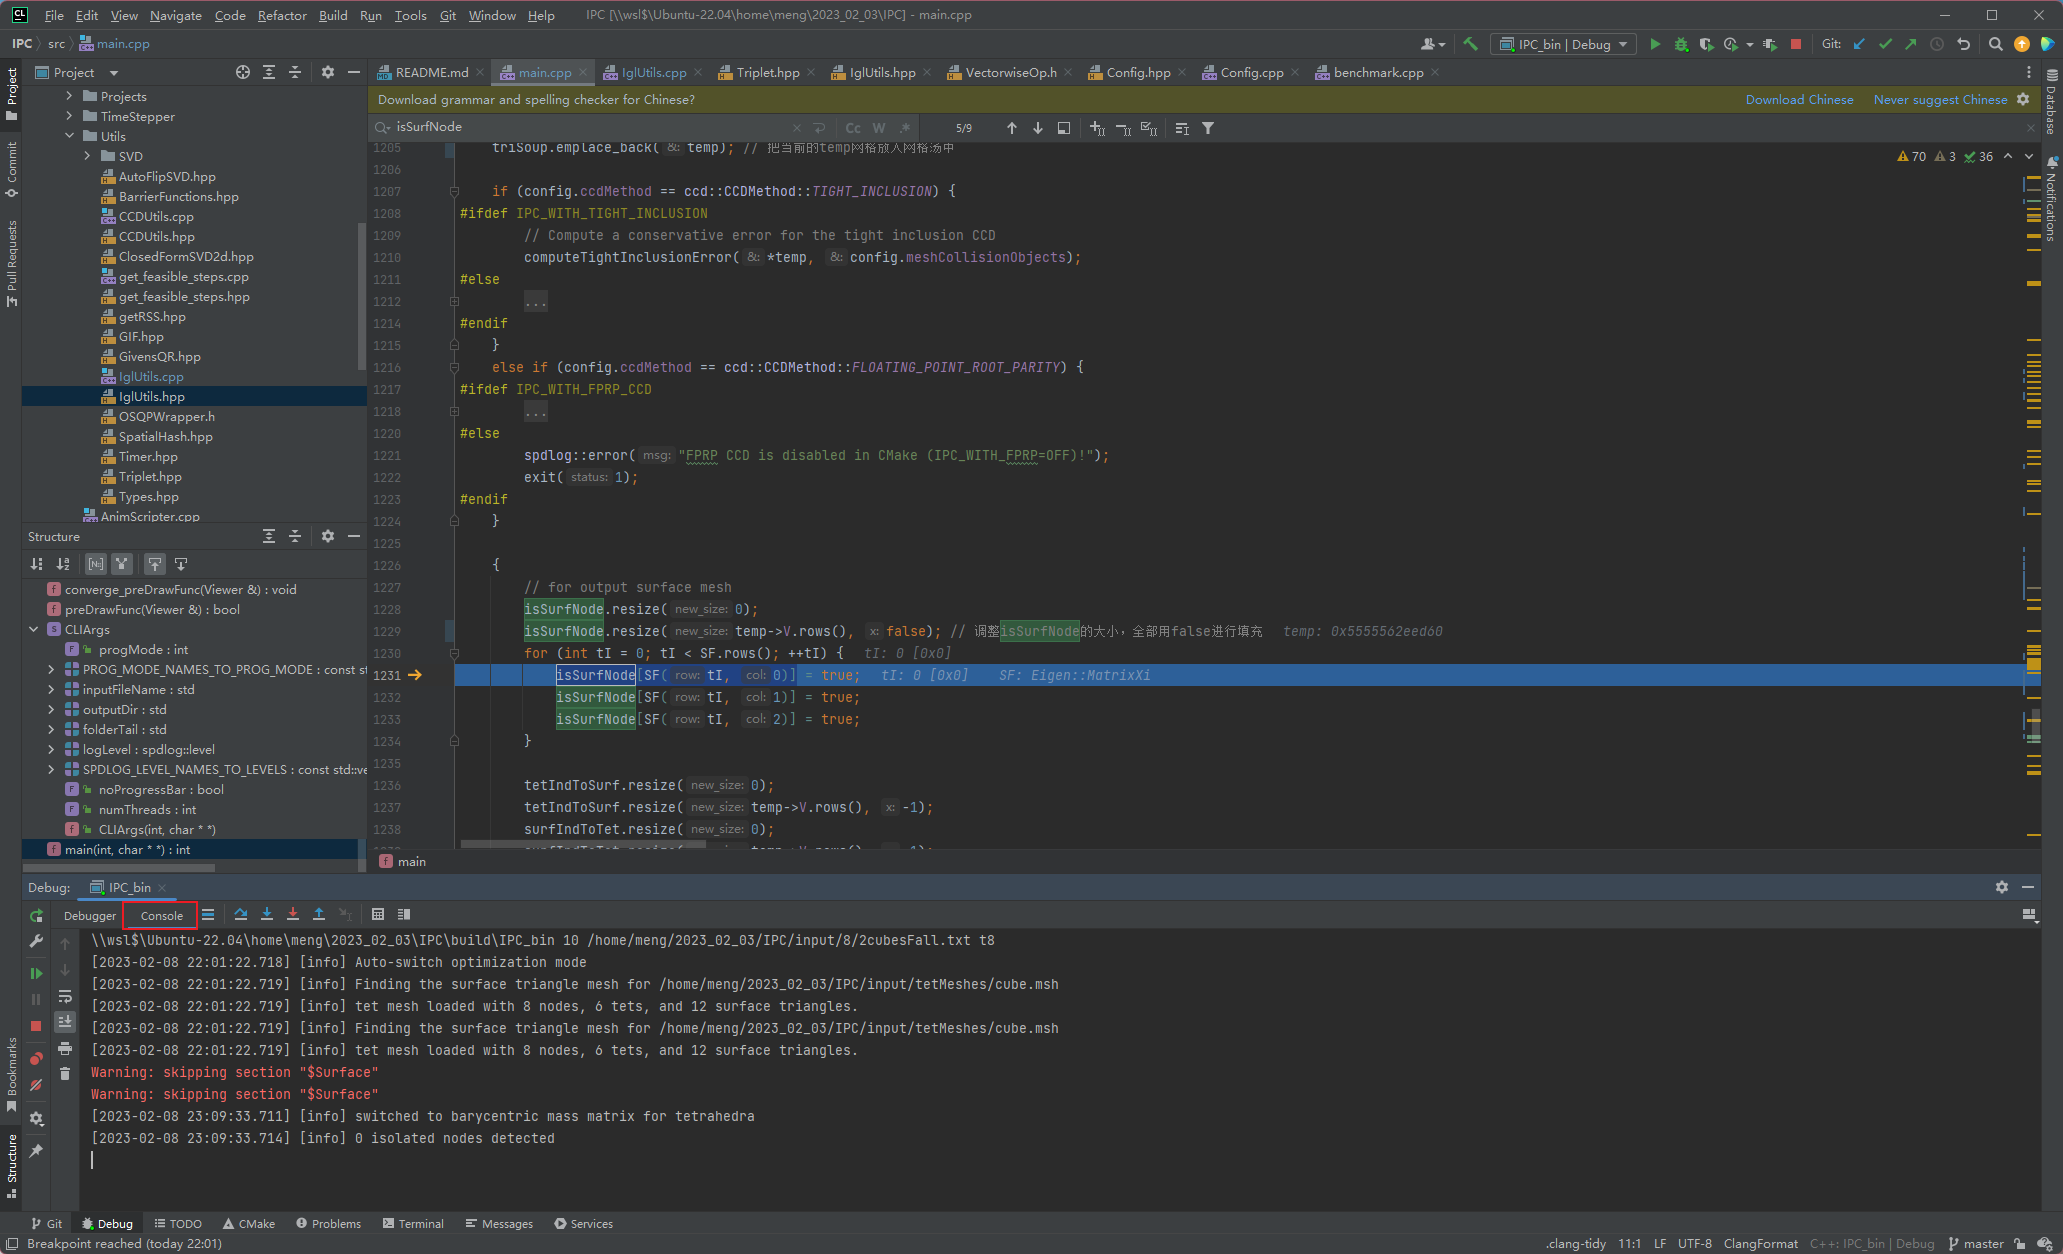 File Edit View Navigate Code Refactor Build Run Tools Git Window Help IPC [\\wsl$\Ubuntu-22.04\home\meng\2023_02_03\IPC] - main.cpp
IPC src main.cpp IPC_bin | Debug Git:
Project README.md main.cpp IglUtils.cpp Triplet.hpp IglUtils.hpp VectorwiseOp.h Config.hpp Config.cpp benchmark.cpp
Download grammar and spelling checker for Chinese? Download Chinese Never suggest Chinese
isSurfNode Cc W .* 5/9
70 3 36
Project
Commit
Pull Requests
Bookmarks
Structure
Database
Notifications
Projects
TimeStepper
Utils
SVD
AutoFlipSVD.hpp
BarrierFunctions.hpp
CCDUtils.cpp
CCDUtils.hpp
ClosedFormSVD2d.hpp
get_feasible_steps.cpp
get_feasible_steps.hpp
getRSS.hpp
GIF.hpp
GivensQR.hpp
IglUtils.cpp
IglUtils.hpp
OSQPWrapper.h
SpatialHash.hpp
Timer.hpp
Triplet.hpp
Types.hpp
AnimScripter.cpp
Structure
converge_preDrawFunc(Viewer &) : void
preDrawFunc(Viewer &) : bool
CLIArgs
progMode : int
PROG_MODE_NAMES_TO_PROG_MODE : const st
inputFileName : std
outputDir : std
folderTail : std
logLevel : spdlog::level
SPDLOG_LEVEL_NAMES_TO_LEVELS : const std::ve
noProgressBar : bool
numThreads : int
CLIArgs(int, char * *)
main(int, char * *) : int
1205 triSoup.emplace_back( &: temp); // 把当前的temp网格放入网格汤中
1206
1207 if (config.ccdMethod == ccd::CCDMethod::TIGHT_INCLUSION) {
1208 #ifdef IPC_WITH_TIGHT_INCLUSION
1209 // Compute a conservative error for the tight inclusion CCD
1210 computeTightInclusionError( &: *temp, &: config.meshCollisionObjects);
1211 #else
1212 ...
1214 #endif
1215 }
1216 else if (config.ccdMethod == ccd::CCDMethod::FLOATING_POINT_ROOT_PARITY) {
1217 #ifdef IPC_WITH_FPRP_CCD
1218 ...
1220 #else
1221 spdlog::error( msg: "FPRP CCD is disabled in CMake (IPC_WITH_FPRP=OFF)!");
1222 exit( status: 1);
1223 #endif
1224 }
1225
1226 {
1227 // for output surface mesh
1228 isSurfNode.resize( new_size: 0);
1229 isSurfNode.resize( new_size: temp->V.rows(), x: false); // 调整isSurfNode的大小，全部用false进行填充 temp: 0x5555562eed60
1230 for (int tI = 0; tI < SF.rows(); ++tI) { tI: 0 [0x0]
1231 isSurfNode[SF( row: tI, col: 0)] = true; tI: 0 [0x0] SF: Eigen::MatrixXi
1232 isSurfNode[SF( row: tI, col: 1)] = true;
1233 isSurfNode[SF( row: tI, col: 2)] = true;
1234 }
1235
1236 tetIndToSurf.resize( new_size: 0);
1237 tetIndToSurf.resize( new_size: temp->V.rows(), x: -1);
1238 surfIndToTet.resize( new_size: 0);
main
Debug: IPC_bin
Debugger Console
\\wsl$\Ubuntu-22.04\home\meng\2023_02_03\IPC\build\IPC_bin 10 /home/meng/2023_02_03/IPC/input/8/2cubesFall.txt t8
[2023-02-08 22:01:22.718] [info] Auto-switch optimization mode
[2023-02-08 22:01:22.719] [info] Finding the surface triangle mesh for /home/meng/2023_02_03/IPC/input/tetMeshes/cube.msh
[2023-02-08 22:01:22.719] [info] tet mesh loaded with 8 nodes, 6 tets, and 12 surface triangles.
[2023-02-08 22:01:22.719] [info] Finding the surface triangle mesh for /home/meng/2023_02_03/IPC/input/tetMeshes/cube.msh
[2023-02-08 22:01:22.719] [info] tet mesh loaded with 8 nodes, 6 tets, and 12 surface triangles.
Warning: skipping section "$Surface"
Warning: skipping section "$Surface"
[2023-02-08 23:09:33.711] [info] switched to barycentric mass matrix for tetrahedra
[2023-02-08 23:09:33.714] [info] 0 isolated nodes detected
Git Debug TODO CMake Problems Terminal Messages Services
Breakpoint reached (today 22:01) .clang-tidy 11:1 LF UTF-8 ClangFormat C++: IPC_bin | Debug master